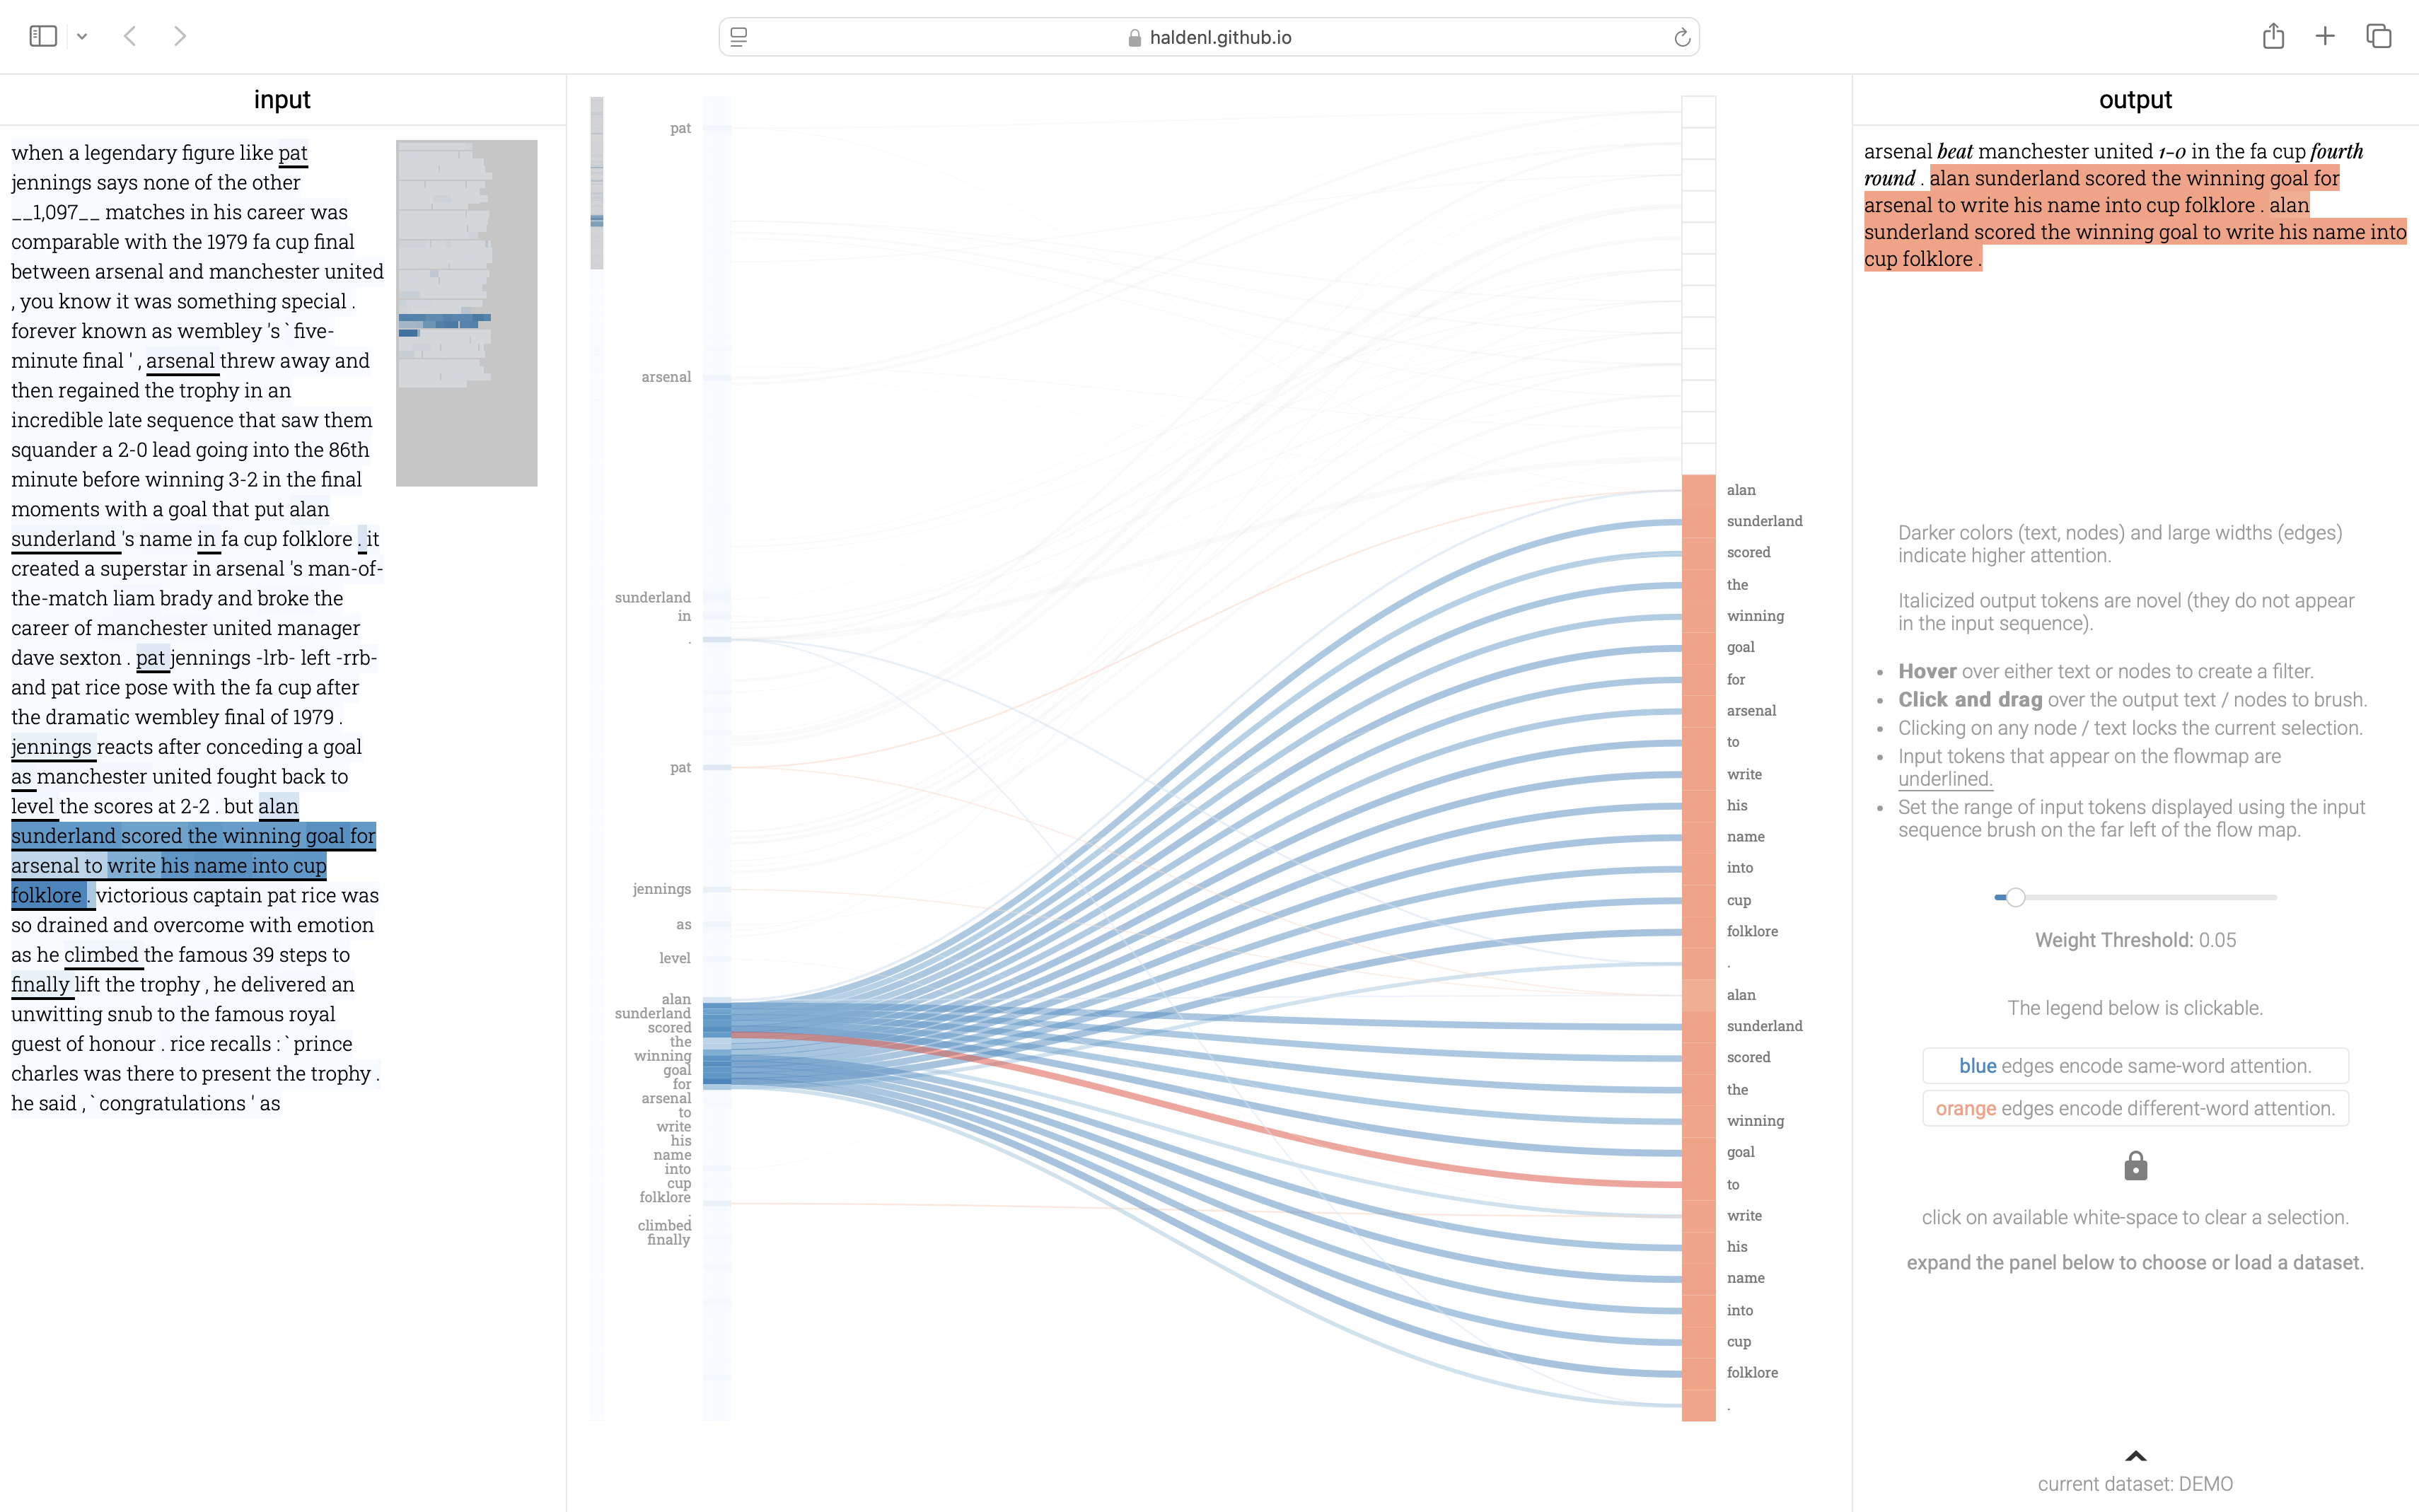 haldenl.github.io
input
when a legendary figure like pat
jennings says none of the other
__1,097__ matches in his career was
comparable with the 1979 fa cup final
between arsenal and manchester united
, you know it was something special .
forever known as wembley 's ` five-
minute final ' , arsenal threw away and
then regained the trophy in an
incredible late sequence that saw them
squander a 2-0 lead going into the 86th
minute before winning 3-2 in the final
moments with a goal that put alan
sunderland 's name in fa cup folklore . it
created a superstar in arsenal 's man-of-
the-match liam brady and broke the
career of manchester united manager
dave sexton . pat jennings -lrb- left -rrb-
and pat rice pose with the fa cup after
the dramatic wembley final of 1979 .
jennings reacts after conceding a goal
as manchester united fought back to
level the scores at 2-2 . but alan
sunderland scored the winning goal for
arsenal to write his name into cup
folklore . victorious captain pat rice was
so drained and overcome with emotion
as he climbed the famous 39 steps to
finally lift the trophy , he delivered an
unwitting snub to the famous royal
guest of honour . rice recalls : ` prince
charles was there to present the trophy .
he said , ` congratulations ' as
pat
arsenal
sunderland
in
.
pat
jennings
as
level
alan
sunderland
scored
the
winning
goal
for
arsenal
to
write
his
name
into
cup
folklore
.
climbed
finally
alan
sunderland
scored
the
winning
goal
for
arsenal
to
write
his
name
into
cup
folklore
.
alan
sunderland
scored
the
winning
goal
to
write
his
name
into
cup
folklore
.
output
arsenal beat manchester united 1-0 in the fa cup fourth
round . alan sunderland scored the winning goal for
arsenal to write his name into cup folklore . alan
sunderland scored the winning goal to write his name into
cup folklore .
Darker colors (text, nodes) and large widths (edges)
indicate higher attention.
Italicized output tokens are novel (they do not appear
in the input sequence).
• Hover over either text or nodes to create a filter.
• Click and drag over the output text / nodes to brush.
• Clicking on any node / text locks the current selection.
• Input tokens that appear on the flowmap are
underlined.
• Set the range of input tokens displayed using the input
sequence brush on the far left of the flow map.
Weight Threshold: 0.05
The legend below is clickable.
blue edges encode same-word attention.
orange edges encode different-word attention.
click on available white-space to clear a selection.
expand the panel below to choose or load a dataset.
current dataset: DEMO